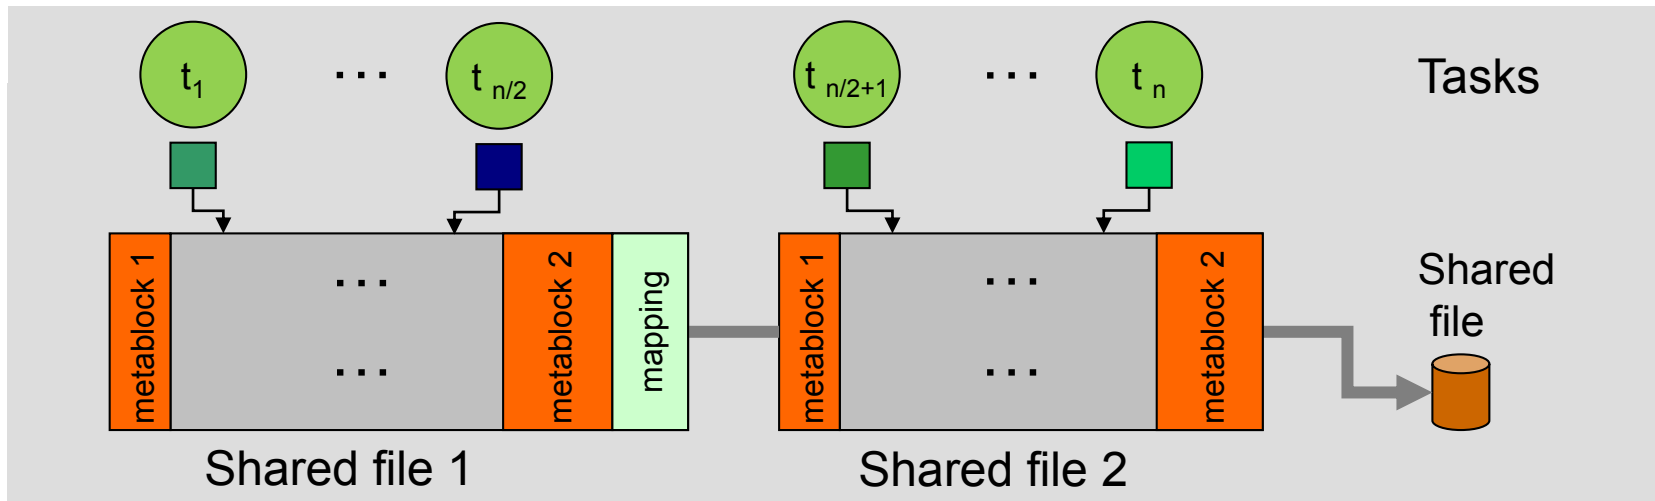 t1 ... t n/2 t n/2+1 ... t n Tasks
metablock 1
...
...
metablock 2
mapping
metablock 1
...
...
metablock 2
Shared
file
Shared file 1 Shared file 2